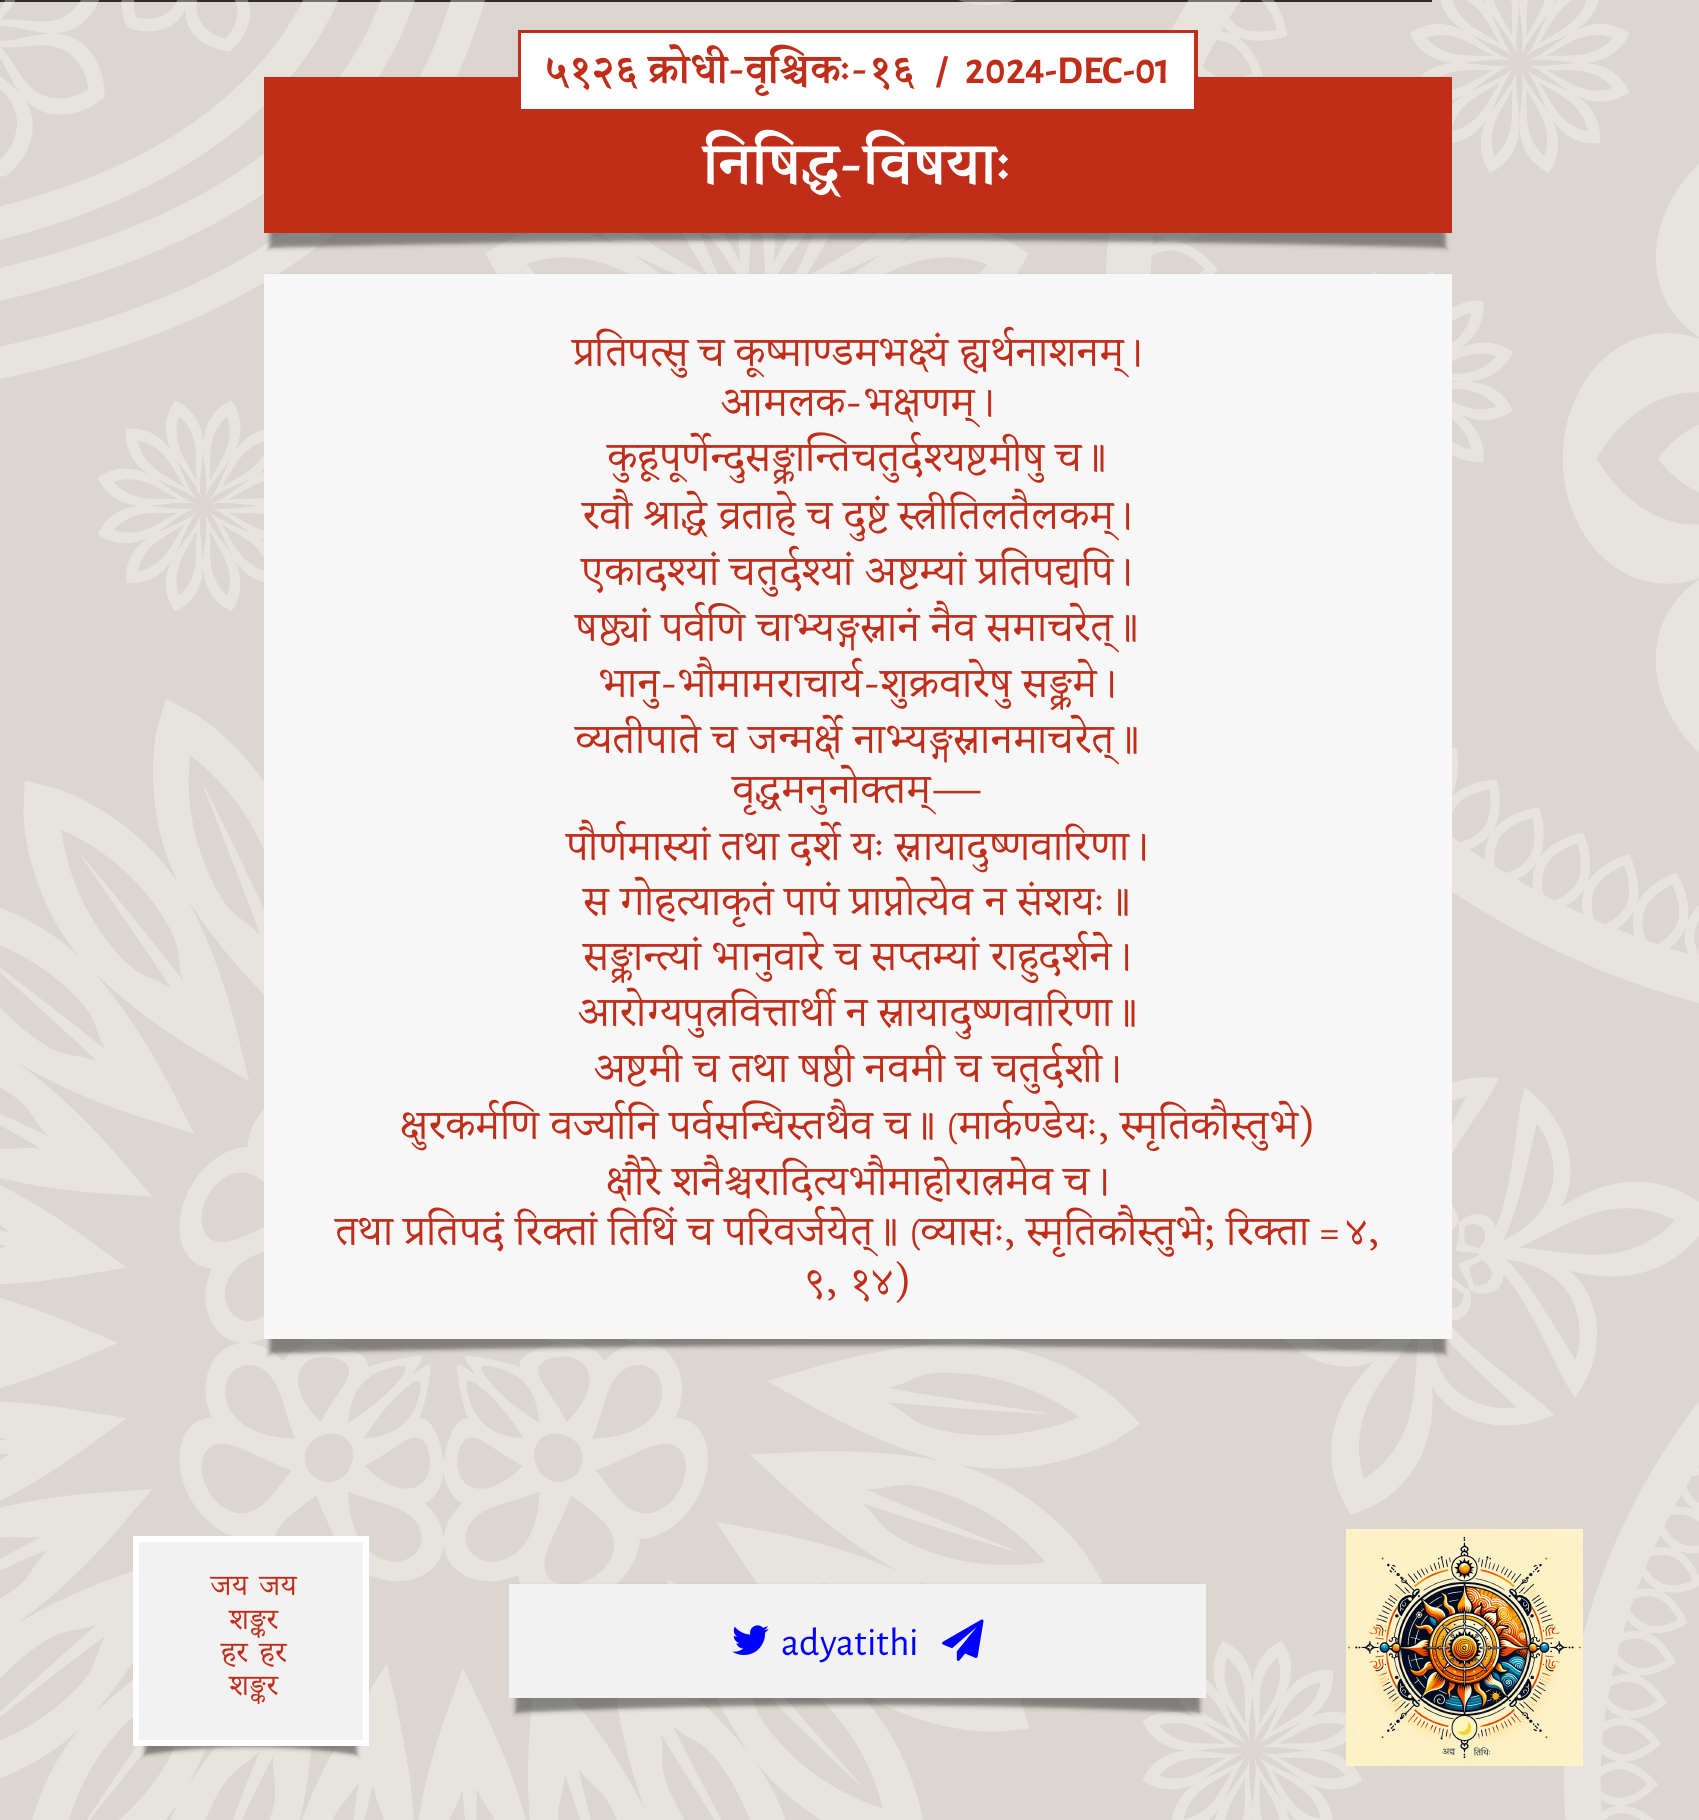 ५१२६ क्रोधी-वृश्चिकः-१६ / 2024-DEC-01
निषिद्ध-विषयाः
प्रतिपत्सु च कूष्माण्डमभक्ष्यं ह्यर्थनाशनम्।
आमलक-भक्षणम्।
कुहूपूर्णेन्दुसङ्क्रान्तिचतुर्दश्यष्टमीषु च॥
रवौ श्राद्धे व्रताहे च दुष्टं स्त्रीतिलतैलकम्।
एकादश्यां चतुर्दश्यां अष्टम्यां प्रतिपद्यपि।
षष्ठ्यां पर्वणि चाभ्यङ्गस्नानं नैव समाचरेत्॥
भानु-भौमामराचार्य-शुक्रवारेषु सङ्क्रमे।
व्यतीपाते च जन्मर्क्षे नाभ्यङ्गस्नानमाचरेत्॥
वृद्धमनुनोक्तम्—
पौर्णमास्यां तथा दर्शे यः स्नायादुष्णवारिणा।
स गोहत्याकृतं पापं प्राप्नोत्येव न संशयः॥
सङ्क्रान्त्यां भानुवारे च सप्तम्यां राहुदर्शने।
आरोग्यपुत्रवित्तार्थी न स्नायादुष्णवारिणा॥
अष्टमी च तथा षष्ठी नवमी च चतुर्दशी।
क्षुरकर्मणि वर्ज्यानि पर्वसन्धिस्तथैव च॥ (मार्कण्डेयः, स्मृतिकौस्तुभे)
क्षौरे शनैश्चरादित्यभौमाहोरात्रमेव च।
तथा प्रतिपदं रिक्तां तिथिं च परिवर्जयेत्॥ (व्यासः, स्मृतिकौस्तुभे; रिक्ता = ४,
९, १४)
जय जय
शङ्कर
हर हर
शङ्कर
adyatithi
अद्य तिथिः